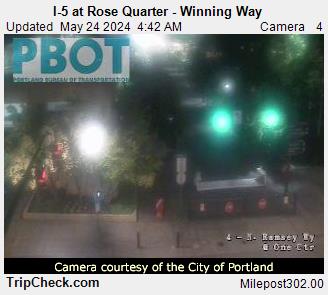 I-5 at Rose Quarter - Winning Way
Updated May 24 2024 4:42 AM Camera 4
PBOT
PORTLAND BUREAU OF TRANSPORTATION
4 - N. Ramsey Wy
@ One Ctr
Camera courtesy of the City of Portland
TripCheck.com Milepost302.00